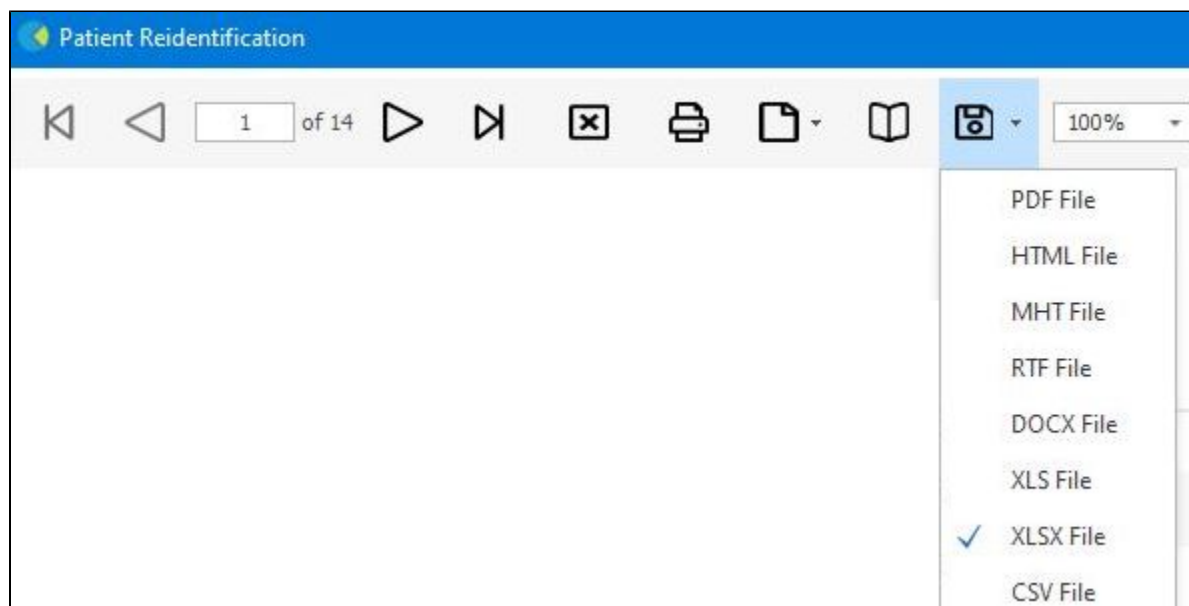 Patient Reidentification
1 of 14 100%
PDF File
HTML File
MHT File
RTF File
DOCX File
XLS File
XLSX File
CSV File